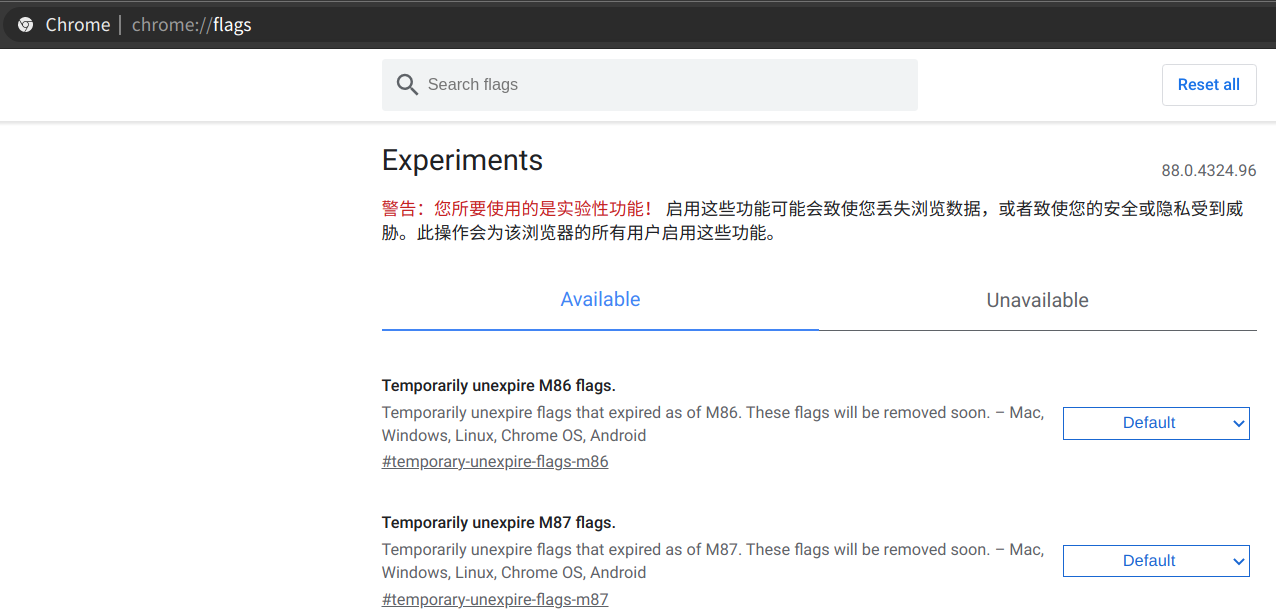 Chrome | chrome://flags
Search flags
Reset all
Experiments
88.0.4324.96
警告：您所要使用的是实验性功能！ 启用这些功能可能会致使您丢失浏览数据，或者致使您的安全或隐私受到威
胁。此操作会为该浏览器的所有用户启用这些功能。
Available
Unavailable
Temporarily unexpire M86 flags.
Temporarily unexpire flags that expired as of M86. These flags will be removed soon. – Mac,
Windows, Linux, Chrome OS, Android
#temporary-unexpire-flags-m86
Default
Temporarily unexpire M87 flags.
Temporarily unexpire flags that expired as of M87. These flags will be removed soon. – Mac,
Windows, Linux, Chrome OS, Android
#temporary-unexpire-flags-m87
Default